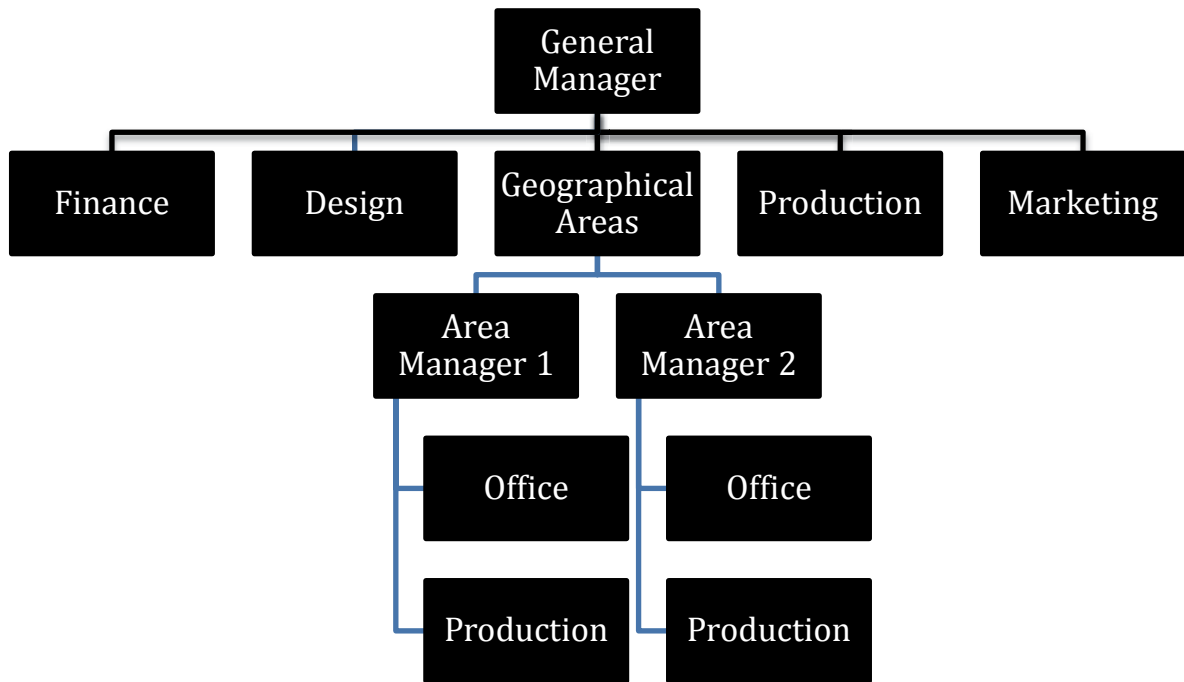 General
Manager
Finance
Design
Geographical
Areas
Production
Marketing
Area
Manager 1
Area
Manager 2
Office
Office
Production
Production